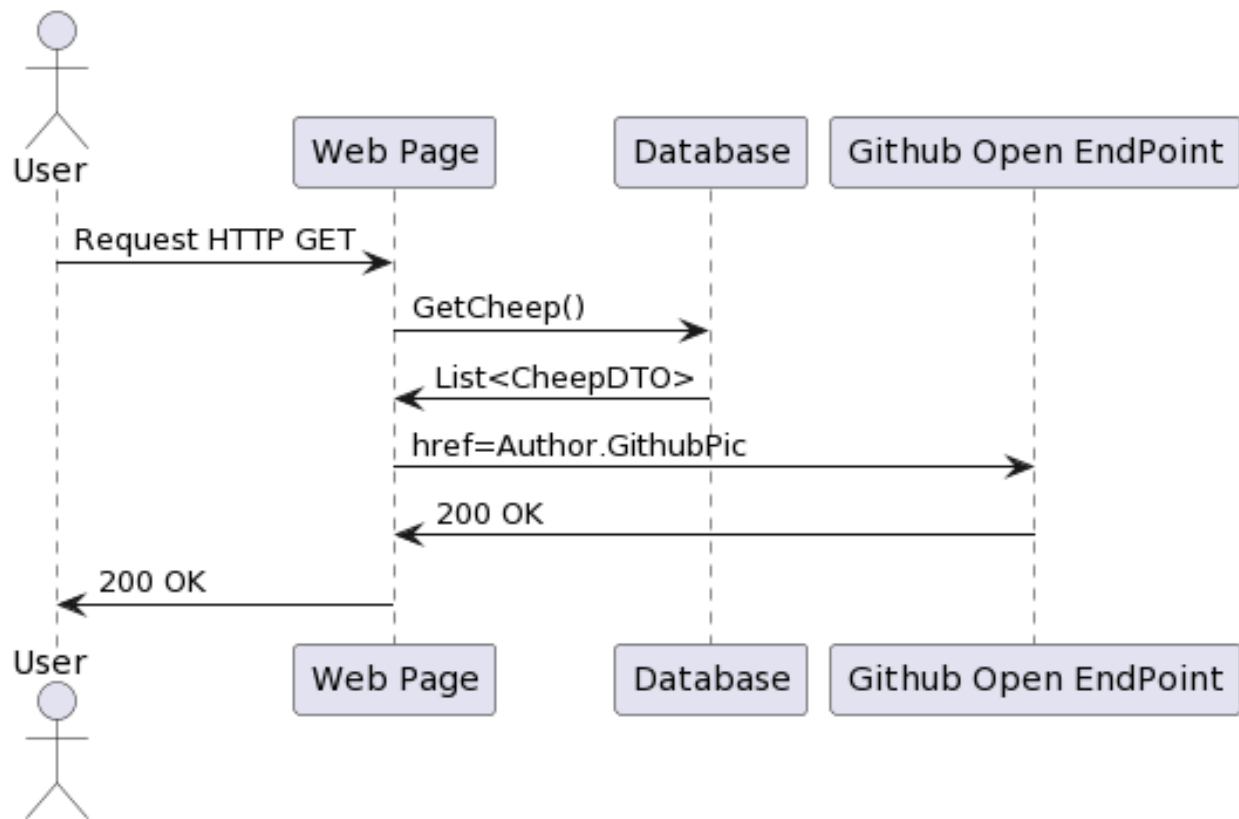 User
Web Page
Database
Github Open EndPoint
Request HTTP GET
GetCheep()
List<CheepDTO>
href=Author.GithubPic
200 OK
200 OK
User
Web Page
Database
Github Open EndPoint